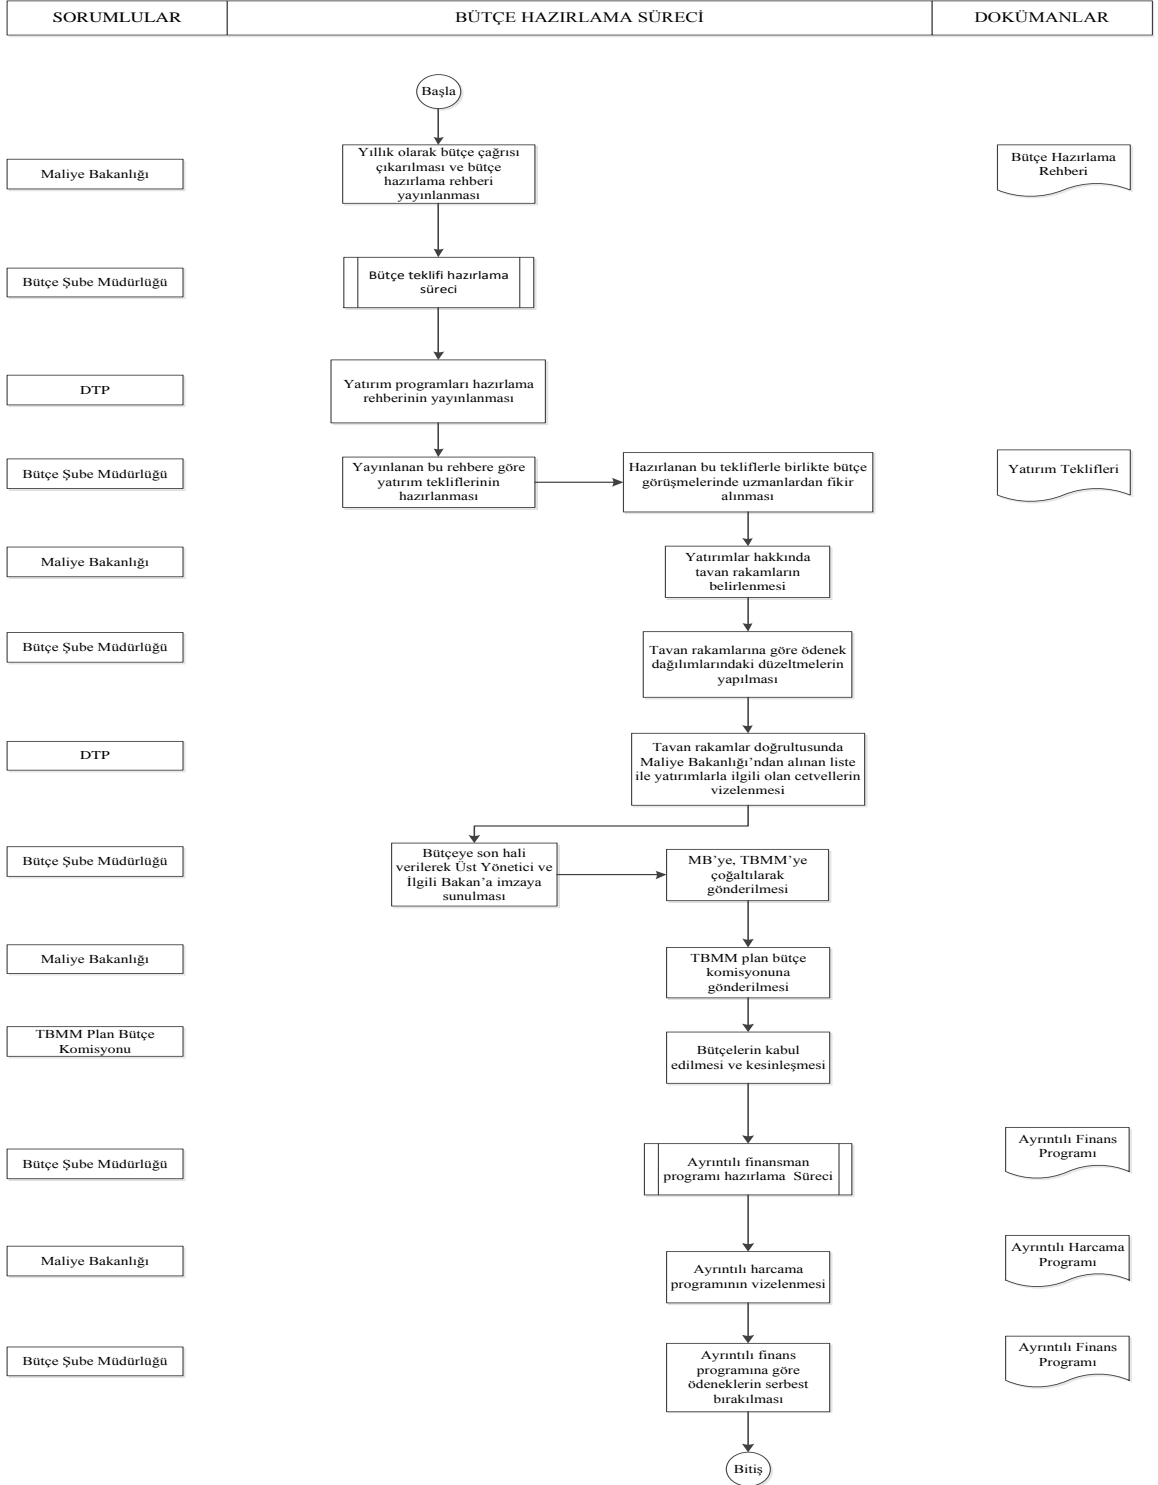 SORUMLULAR
BÜTÇE HAZIRLAMA SÜRECİ
DOKÜMANLAR
Başla
Maliye Bakanlığı
Yıllık olarak bütçe çağrısı
çıkarılması ve bütçe
hazırlama rehberi
yayınlanması
Bütçe Hazırlama
Rehberi
Bütçe Şube Müdürlüğü
Bütçe teklifi hazırlama
süreci
DTP
Yatırım programları hazırlama
rehberinin yayınlanması
Bütçe Şube Müdürlüğü
Yayınlanan bu rehbere göre
yatırım tekliflerinin
hazırlanması
Hazırlanan bu tekliflerle birlikte bütçe
görüşmelerinde uzmanlardan fikir
alınması
Yatırım Teklifleri
Maliye Bakanlığı
Yatırımlar hakkında
tavan rakamların
belirlenmesi
Bütçe Şube Müdürlüğü
Tavan rakamlarına göre ödenek
dağılımlarındaki düzeltmelerin
yapılması
DTP
Tavan rakamlar doğrultusunda
Maliye Bakanlığı’ndan alınan liste
ile yatırımlarla ilgili olan cetvellerin
vizelenmesi
Bütçe Şube Müdürlüğü
Bütçeye son hali
verilerek Üst Yönetici ve
İlgili Bakan’a imzaya
sunulması
MB’ye, TBMM’ye
çoğaltılarak
gönderilmesi
Maliye Bakanlığı
TBMM plan bütçe
komisyonuna
gönderilmesi
TBMM Plan Bütçe
Komisyonu
Bütçelerin kabul
edilmesi ve kesinleşmesi
Bütçe Şube Müdürlüğü
Ayrıntılı finansman
programı hazırlama Süreci
Ayrıntılı Finans
Programı
Maliye Bakanlığı
Ayrıntılı harcama
programının vizelenmesi
Ayrıntılı Harcama
Programı
Bütçe Şube Müdürlüğü
Ayrıntılı finans
programına göre
ödeneklerin serbest
bırakılması
Ayrıntılı Finans
Programı
Bitiş